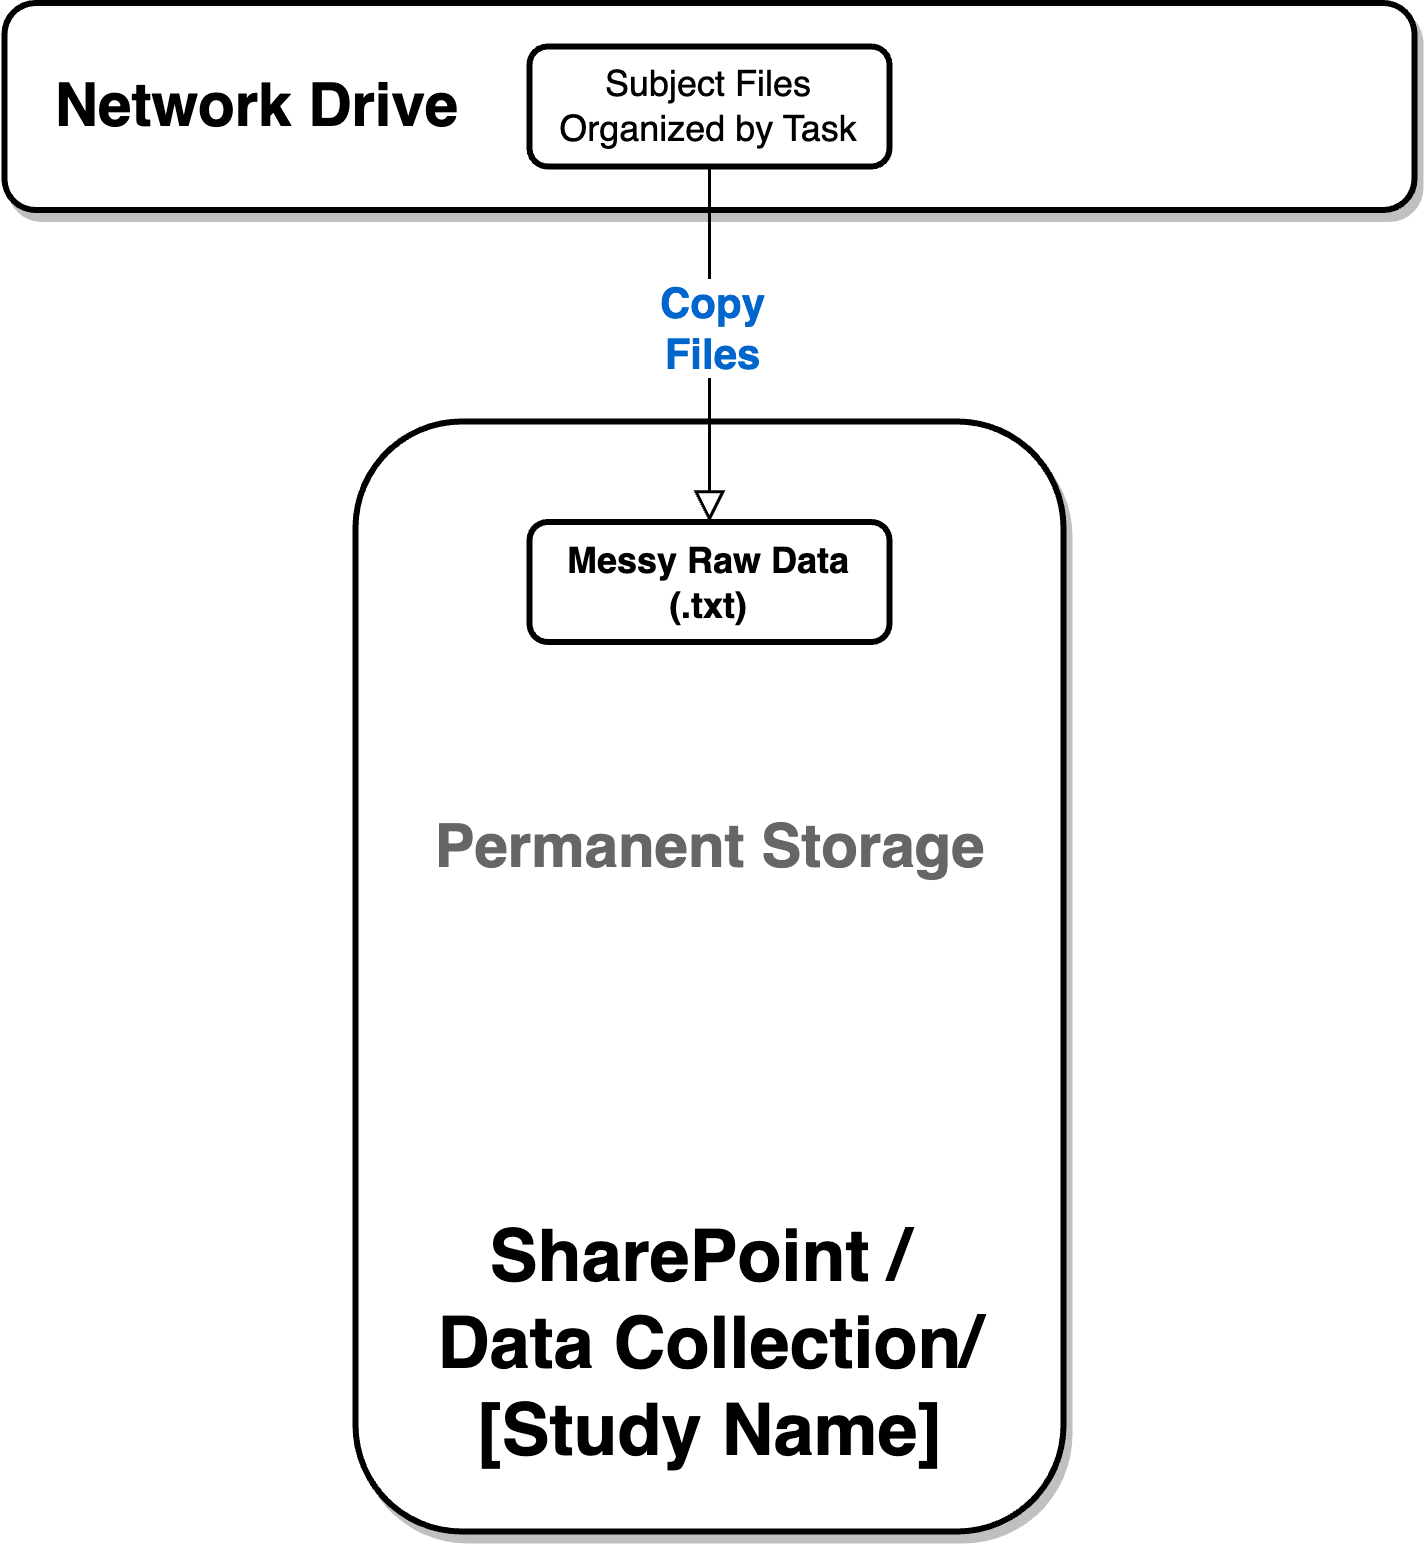 Network Drive
Subject Files
Organized by Task
Copy
Files
Messy Raw Data
(.txt)
Permanent Storage
SharePoint /
Data Collection/
[Study Name]